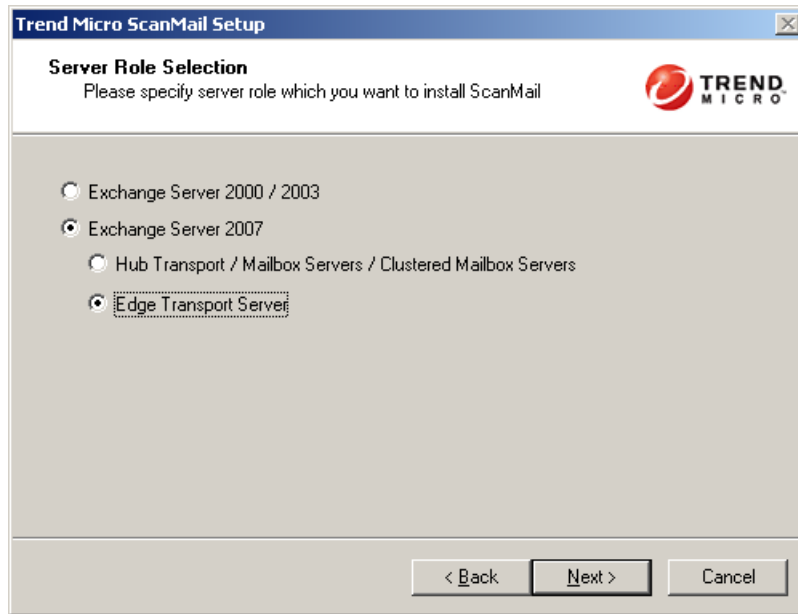 Trend Micro ScanMail Setup
Server Role Selection
Please specify server role which you want to install ScanMail
TREND
MICRO
Exchange Server 2000 / 2003
Exchange Server 2007
Hub Transport / Mailbox Servers / Clustered Mailbox Servers
Edge Transport Server
< Back Next > Cancel